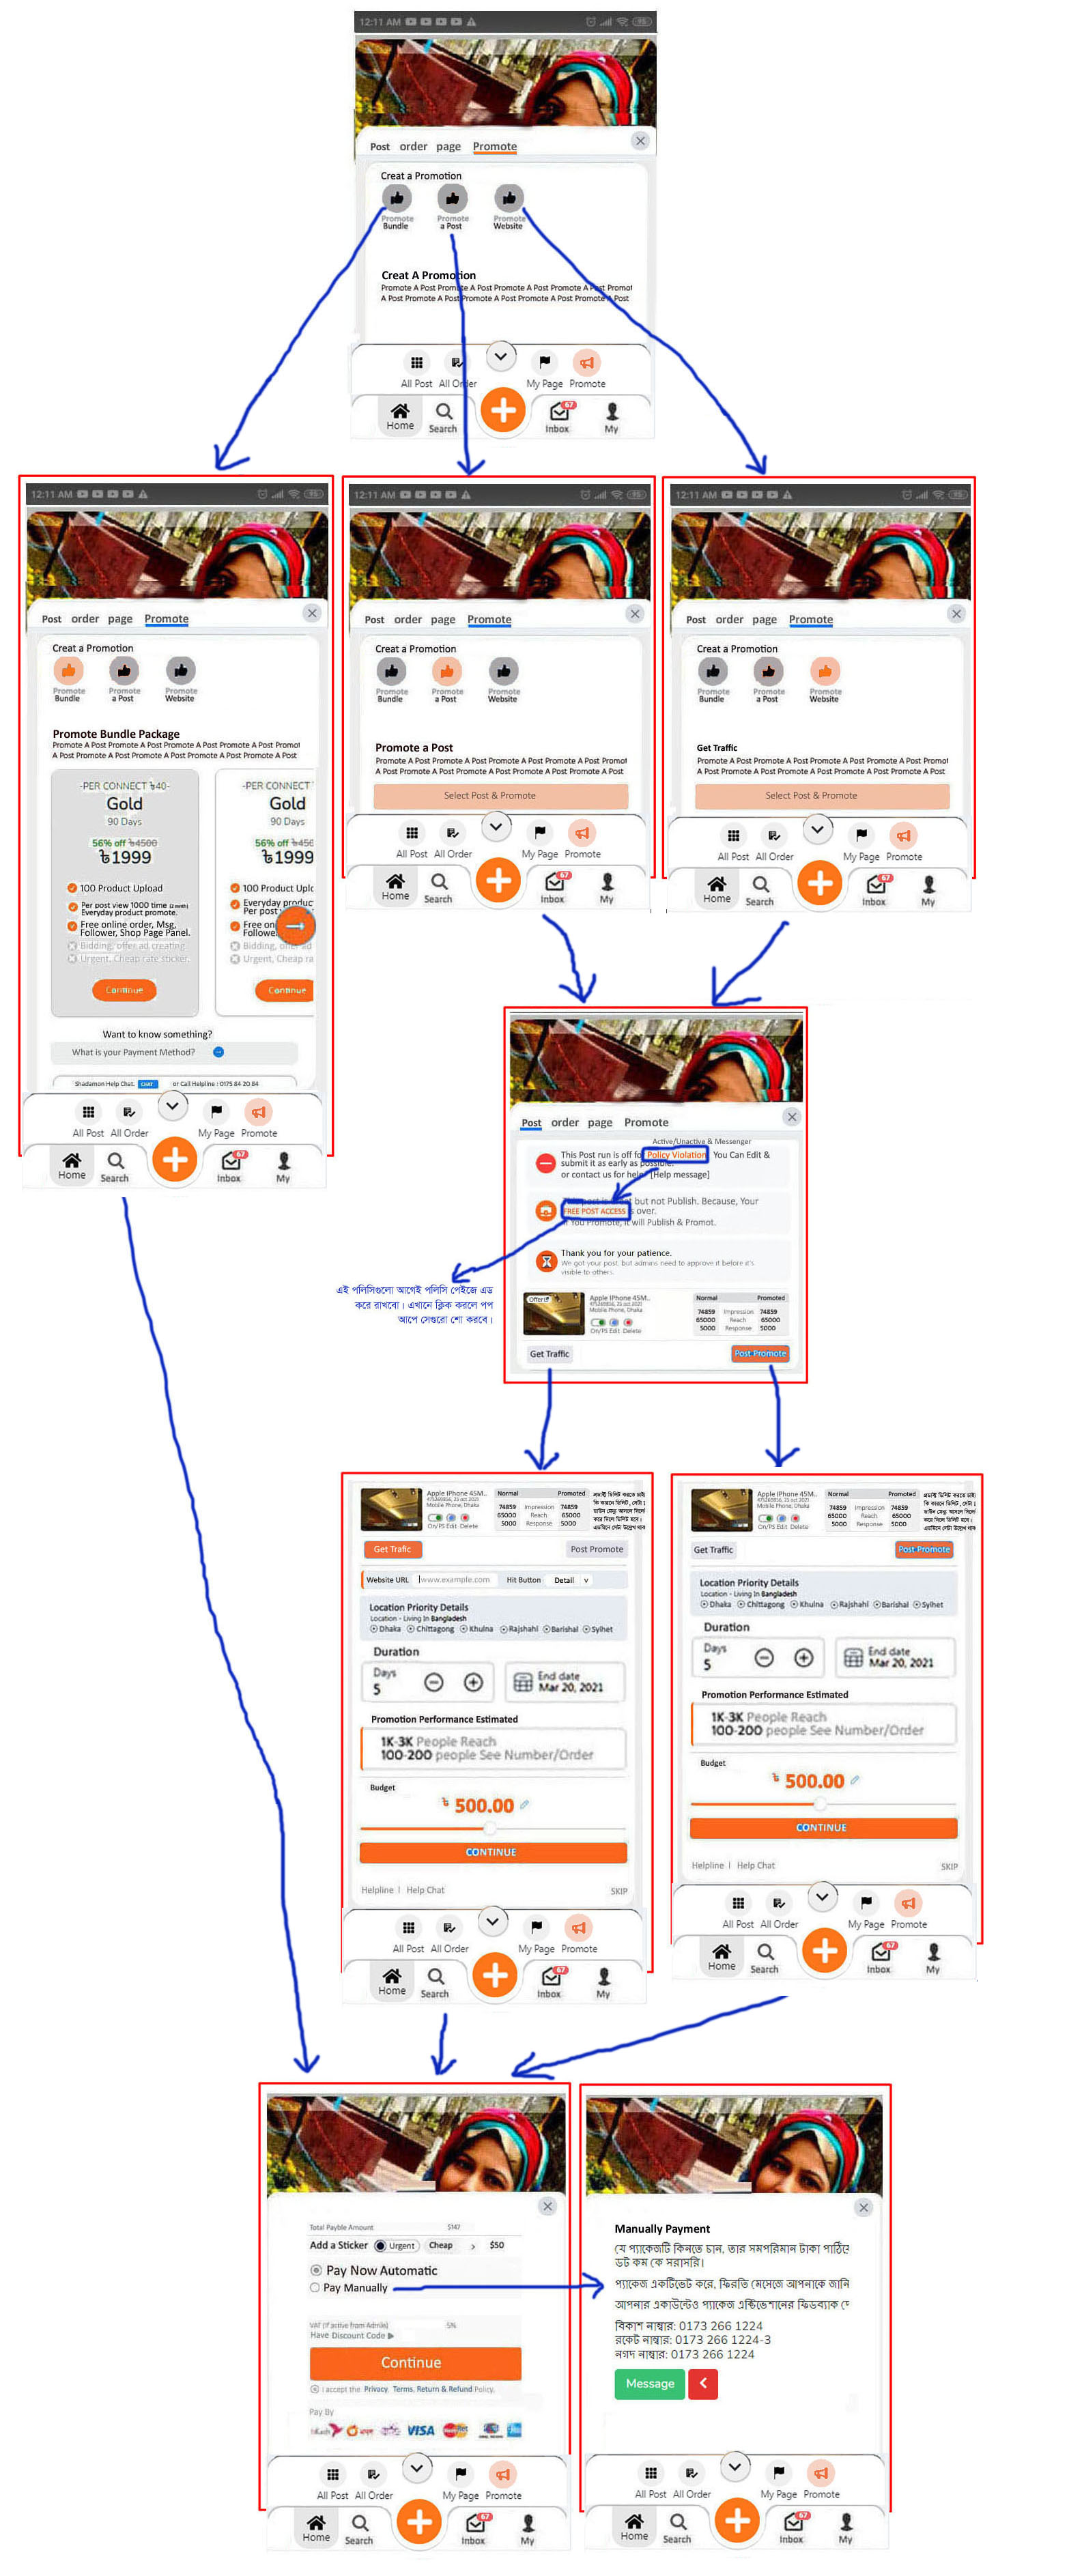 12:11 AM
Post order page Promote
Creat a Promotion
Promote Bundle
Promote a Post
Promote Website
Creat A Promotion
Promote A Post Promote A Post Promote A Post Promote A Post Promot
A Post Promote A Post Promote A Post Promote A Post Promote A Post
All Post All Order My Page Promote
67
Home Search Inbox My
12:11 AM
Post order page Promote
Creat a Promotion
Promote Bundle
Promote a Post
Promote Website
Promote Bundle Package
Promote A Post Promote A Post Promote A Post Promote A Post Promot
A Post Promote A Post Promote A Post Promote A Post Promote A Post
-PER CONNECT ৳40-
Gold
90 Days
56% off ৳4500
৳1999
100 Product Upload
Per post view 1000 time
Everyday product promote.
Free online order, Msg,
Follower, Shop Page Panel.
Bidding, offer ad creating
Urgent, Cheap rate sticker.
Continue
-PER CONNECT
Gold
90 Days
56% off ৳450
৳1999
100 Product Uplo
Everyday product
Per post
Free on
Follower
Bidding, offer ad
Urgent, Cheap ra
Continue
Want to know something?
What is your Payment Method?
Shadamon Help Chat. CHAT or Call Helpline : 0175 84 20 84
All Post All Order My Page Promote
67
Home Search Inbox My
12:11 AM
Post order page Promote
Creat a Promotion
Promote Bundle
Promote a Post
Promote Website
Promote a Post
Promote A Post Promote A Post Promote A Post Promote A Post Promot
A Post Promote A Post Promote A Post Promote A Post Promote A Post
Select Post & Promote
All Post All Order My Page Promote
67
Home Search Inbox My
12:11 AM
Post order page Promote
Creat a Promotion
Promote Bundle
Promote a Post
Promote Website
Get Traffic
Promote A Post Promote A Post Promote A Post Promote A Post Promot
A Post Promote A Post Promote A Post Promote A Post Promote A Post
Select Post & Promote
All Post All Order My Page Promote
67
Home Search Inbox My
Post order page Promote
Active/Unactive & Messenger
This Post run is off for Policy Violation You Can Edit &
submit it as early as possible.
or contact us for help [Help message]
This post is but not Publish. Because, Your
FREE POST ACCESS is over.
If You Promote, it will Publish & Promot.
Thank you for your patience.
We got your post, but admins need to approve it before it's
visible to others.
Offer
Apple IPhone 4SM..
Mobile Phone, Dhaka
On/FS Edit Delete
Normal Promoted
74859 Impression 74859
65000 Reach 65000
5000 Response 5000
Get Traffic Post Promote
এই পলিসিগুলো আগেই পলিসি পেইজে এড
করে রাখবো। এখানে ক্লিক করলে পপ
আপে সেগুরো শো করবে।
Apple IPhone 4SM..
Mobile Phone, Dhaka
On/FS Edit Delete
Normal Promoted
74859 Impression 74859
65000 Reach 65000
5000 Response 5000
Get Trafic Post Promote
Website URL www.example.com Hit Button Detail v
Location Priority Details
Location - Living In Bangladesh
Dhaka Chittagong Khulna Rajshahi Barishal Sylhet
Duration
Days
5
End date
Mar 20, 2021
Promotion Performance Estimated
1K-3K People Reach
100-200 people See Number/Order
Budget
৳ 500.00
CONTINUE
Helpline | Help Chat SKIP
All Post All Order My Page Promote
67
Home Search Inbox My
Apple IPhone 4SM..
Mobile Phone, Dhaka
On/FS Edit Delete
Normal Promoted
74859 Impression 74859
65000 Reach 65000
5000 Response 5000
Get Traffic Post Promote
Location Priority Details
Location - Living In Bangladesh
Dhaka Chittagong Khulna Rajshahi Barishal Sylhet
Duration
Days
5
End date
Mar 20, 2021
Promotion Performance Estimated
1K-3K People Reach
100-200 people See Number/Order
Budget
৳ 500.00
CONTINUE
Helpline | Help Chat SKIP
All Post All Order My Page Promote
67
Home Search Inbox My
Total Payble Amount $147
Add a Sticker Urgent Cheap > $50
Pay Now Automatic
Pay Manually
VAT (If active from Admin) 5%
Have Discount Code
Continue
I accept the Privacy, Terms, Return & Refund Policy.
Pay By
bKash VISA
All Post All Order My Page Promote
67
Home Search Inbox My
Manually Payment
যে প্যাকেজটি কিনতে চান, তার সমপরিমান টাকা পাঠিয়ে
ডট কম কে সরাসরি।
প্যাকেজ একটিভেট করে, ফিরতি মেসেজে আপনাকে জানি
আপনার একাউন্টেও প্যাকেজ এক্টিভেশানের ফিডব্যাক
বিকাশ নাম্বার: 0173 266 1224
রকেট নাম্বার: 0173 266 1224-3
নগদ নাম্বার: 0173 266 1224
Message
All Post All Order My Page Promote
67
Home Search Inbox My